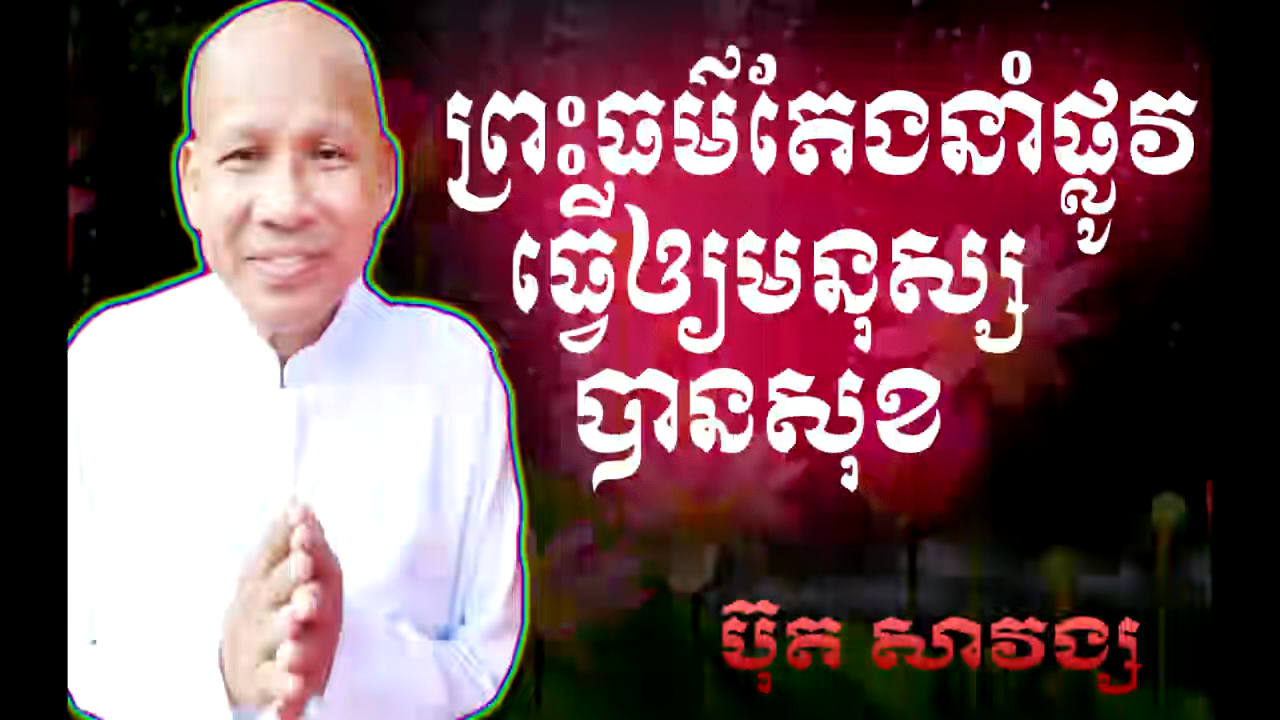 ព្រះធម៌តែងនាំផ្លូវ
ធ្វើឲ្យមនុស្ស
បានសុខ
ប៊ុត សាវង្ស